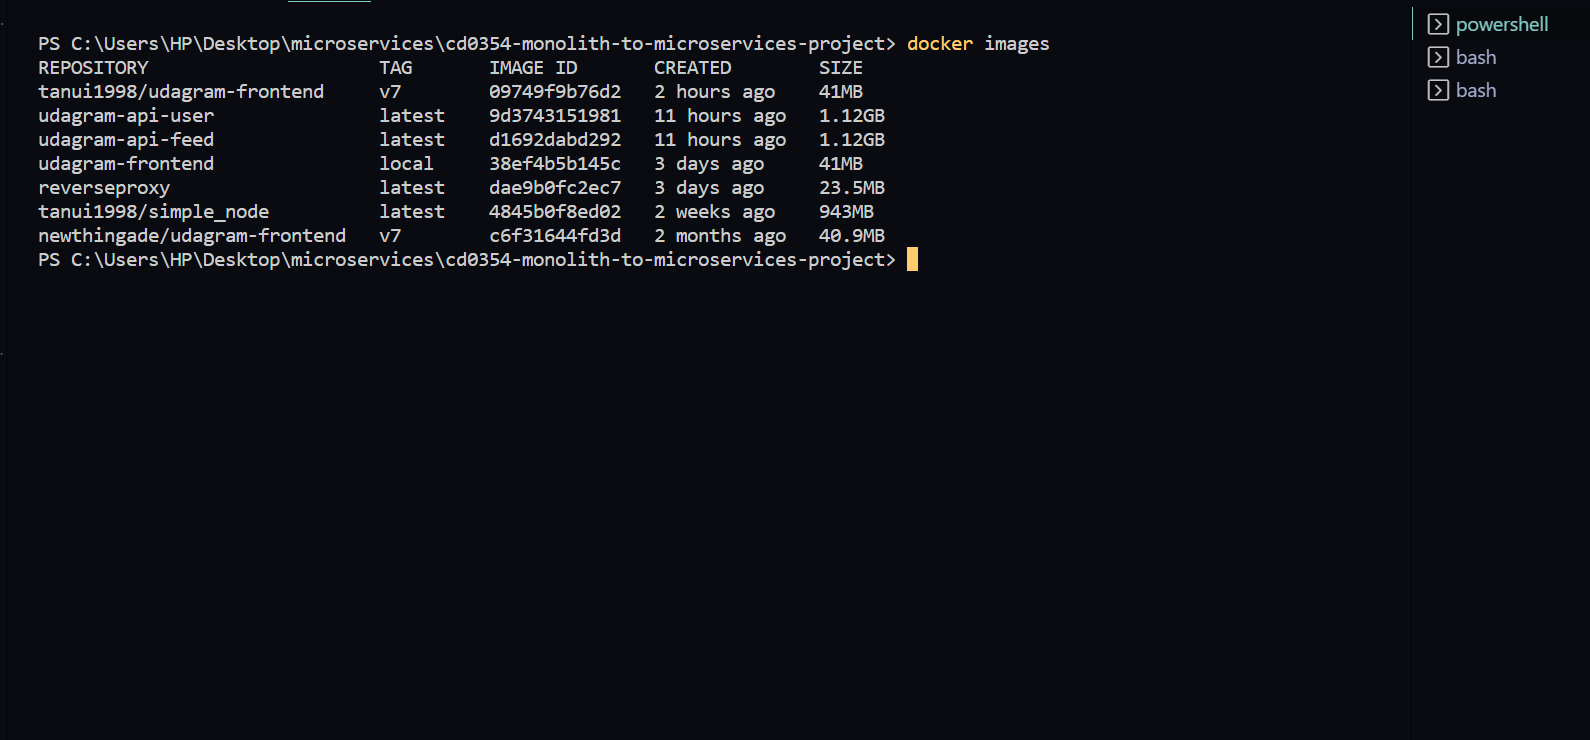 PS C:\Users\HP\Desktop\microservices\cd0354-monolith-to-microservices-project> docker images
REPOSITORY TAG IMAGE ID CREATED SIZE
tanui1998/udagram-frontend v7 09749f9b76d2 2 hours ago 41MB
udagram-api-user latest 9d3743151981 11 hours ago 1.12GB
udagram-api-feed latest d1692dabd292 11 hours ago 1.12GB
udagram-frontend local 38ef4b5b145c 3 days ago 41MB
reverseproxy latest dae9b0fc2ec7 3 days ago 23.5MB
tanui1998/simple_node latest 4845b0f8ed02 2 weeks ago 943MB
newthingade/udagram-frontend v7 c6f31644fd3d 2 months ago 40.9MB
PS C:\Users\HP\Desktop\microservices\cd0354-monolith-to-microservices-project>
powershell
bash
bash